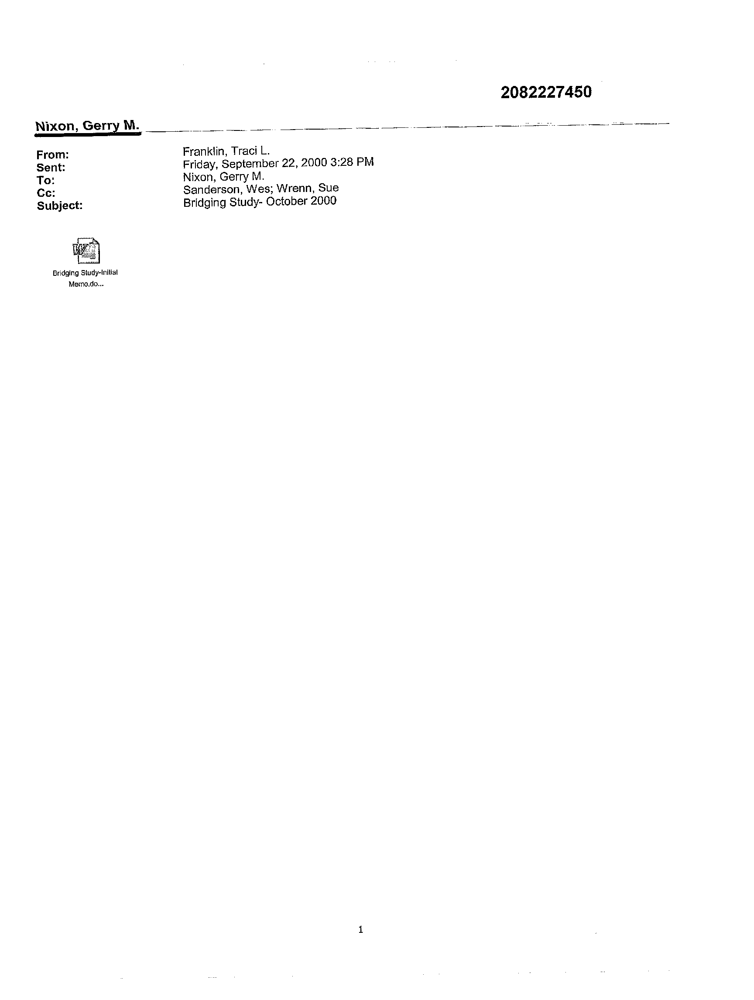 2082227450
Nixon, Gerry M.
From: Franklin, Traci L.
Sent: Friday, September 22, 2000 3:28 PM
To: Nixon, Gerry M.
Cc: Sanderson, Wes; Wrenn, Sue
Subject: Bridging Study- October 2000
Bridging Study-Initial
Memo.do...
1